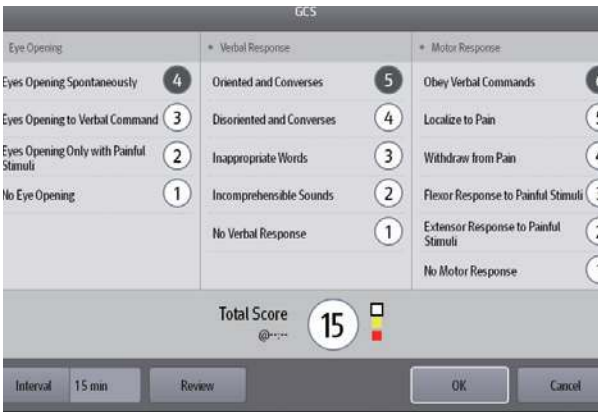 GCS
Eye Opening
Eyes Opening Spontaneously 4
Eyes Opening to Verbal Command 3
Eyes Opening Only with Painful
Stimuli 2
No Eye Opening 1
• Verbal Response
Oriented and Converses 5
Disoriented and Converses 4
Inappropriate Words 3
Incomprehensible Sounds 2
No Verbal Response 1
• Motor Response
Obey Verbal Commands
Localize to Pain
Withdraw from Pain
Flexor Response to Painful Stimuli
Extensor Response to Painful
Stimuli
No Motor Response
Total Score 15
@--:--
Interval 15 min Review OK Cancel